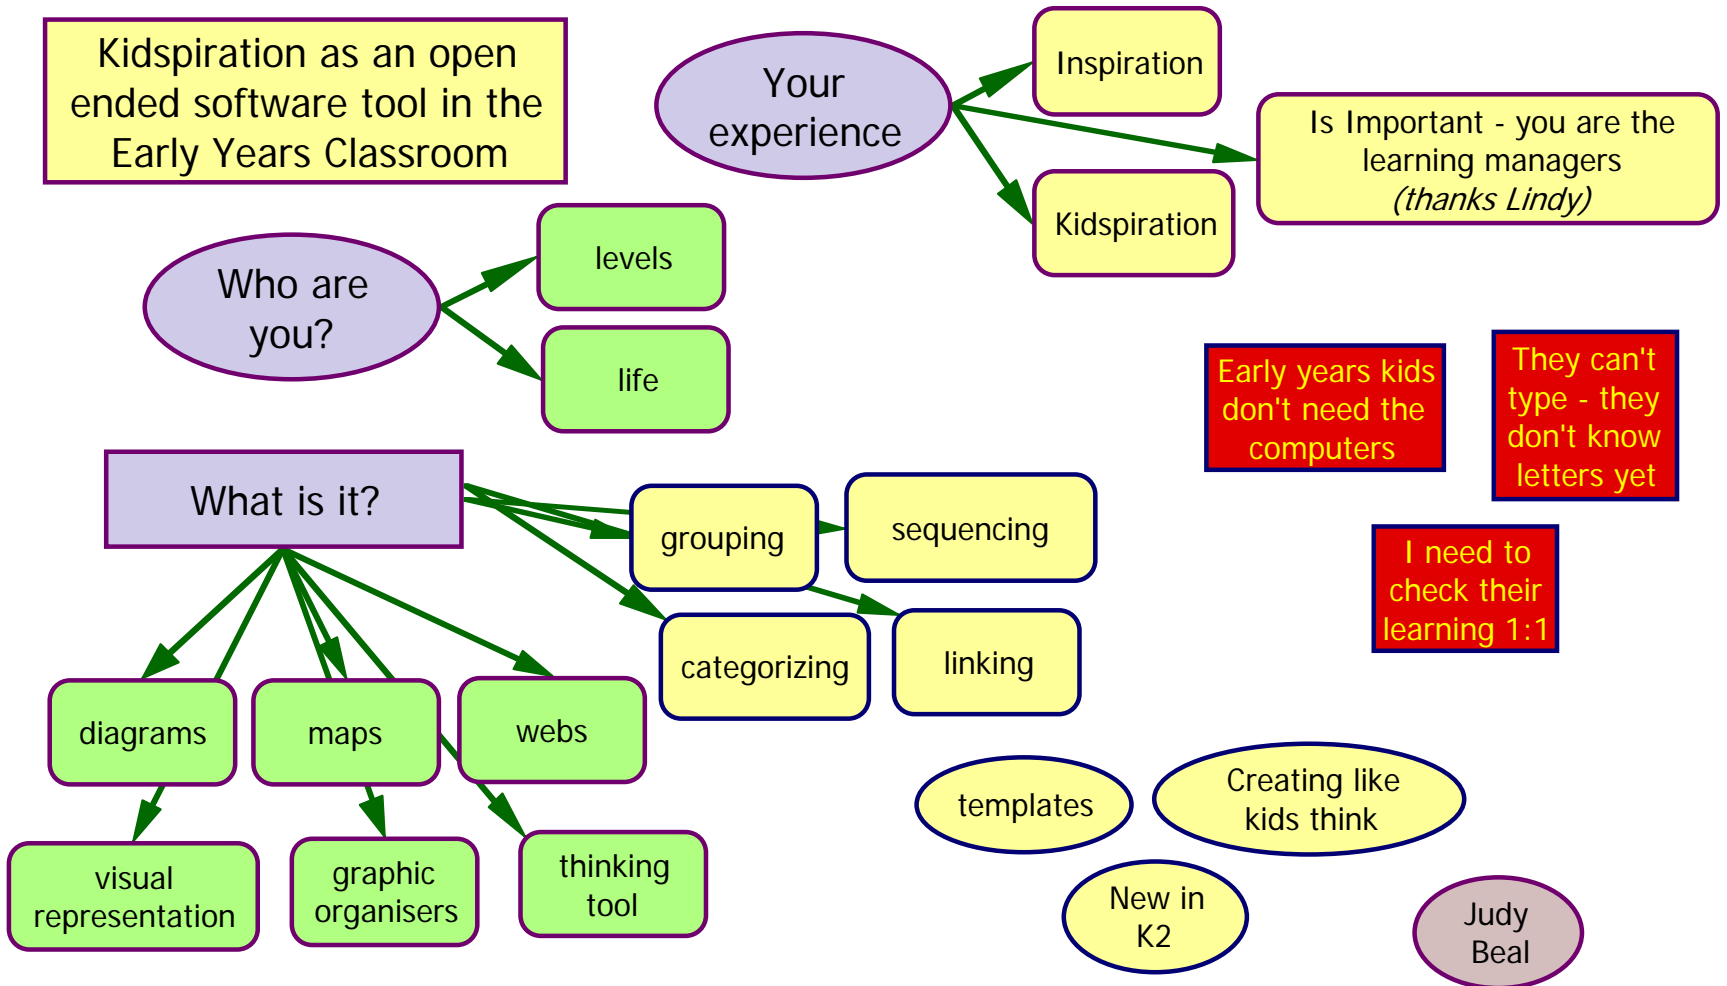 Kidspiration as an open
ended software tool in the
Early Years Classroom
Your
experience
Inspiration
Is Important - you are the
learning managers
(thanks Lindy)
Kidspiration
Who are
you?
levels
life
Early years kids
don't need the
computers
They can't
type - they
don't know
letters yet
I need to
check their
learning 1:1
What is it?
grouping
sequencing
categorizing
linking
diagrams
maps
webs
visual
representation
graphic
organisers
thinking
tool
templates
Creating like
kids think
New in
K2
Judy
Beal